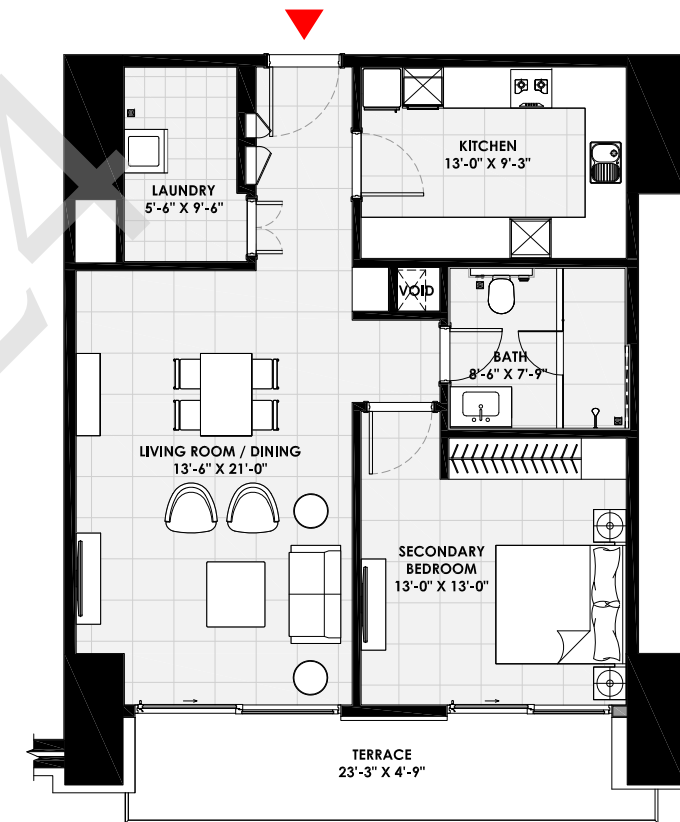 KITCHEN
13'-0" X 9'-3"
LAUNDRY
5'-6" X 9'-6"
VOID
BATH
8'-6" X 7'-9"
LIVING ROOM / DINING
13'-6" X 21'-0"
SECONDARY
BEDROOM
13'-0" X 13'-0"
TERRACE
23'-3" X 4'-9"